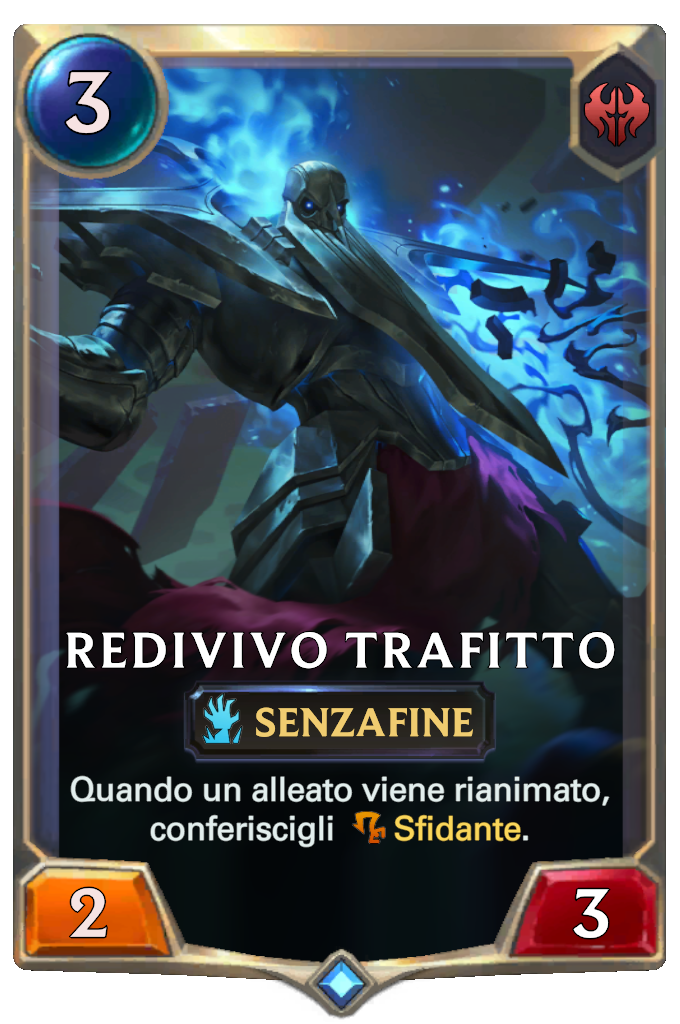 3
REDIVIVO TRAFITTO
SENZAFINE
Quando un alleato viene rianimato,
conferiscigli Sfidante.
2
3